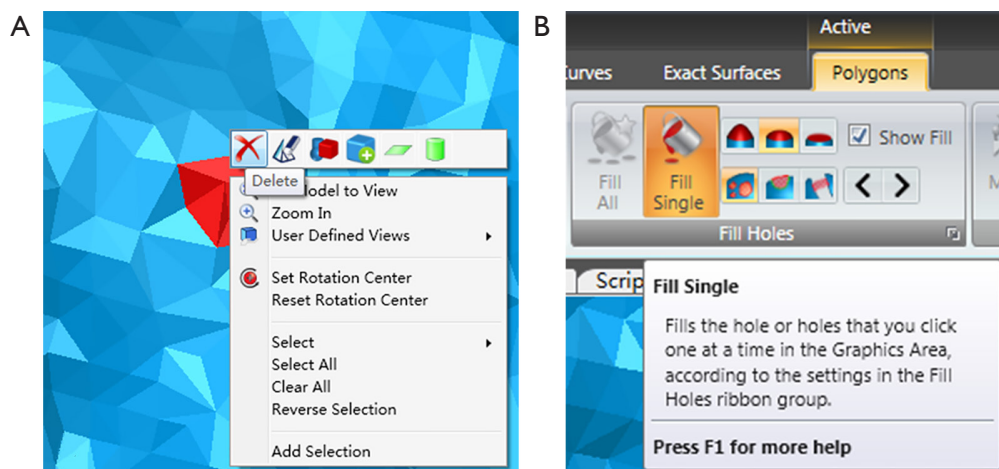 A
Delete
Model to View
Zoom In
User Defined Views
Set Rotation Center
Reset Rotation Center
Select
Select All
Clear All
Reverse Selection
Add Selection
B
Active
Curves
Exact Surfaces
Polygons
Fill
All
Fill
Single
Show Fill
Fill Holes
Scrip
Fill Single
Fills the hole or holes that you click
one at a time in the Graphics Area,
according to the settings in the Fill
Holes ribbon group.
Press F1 for more help